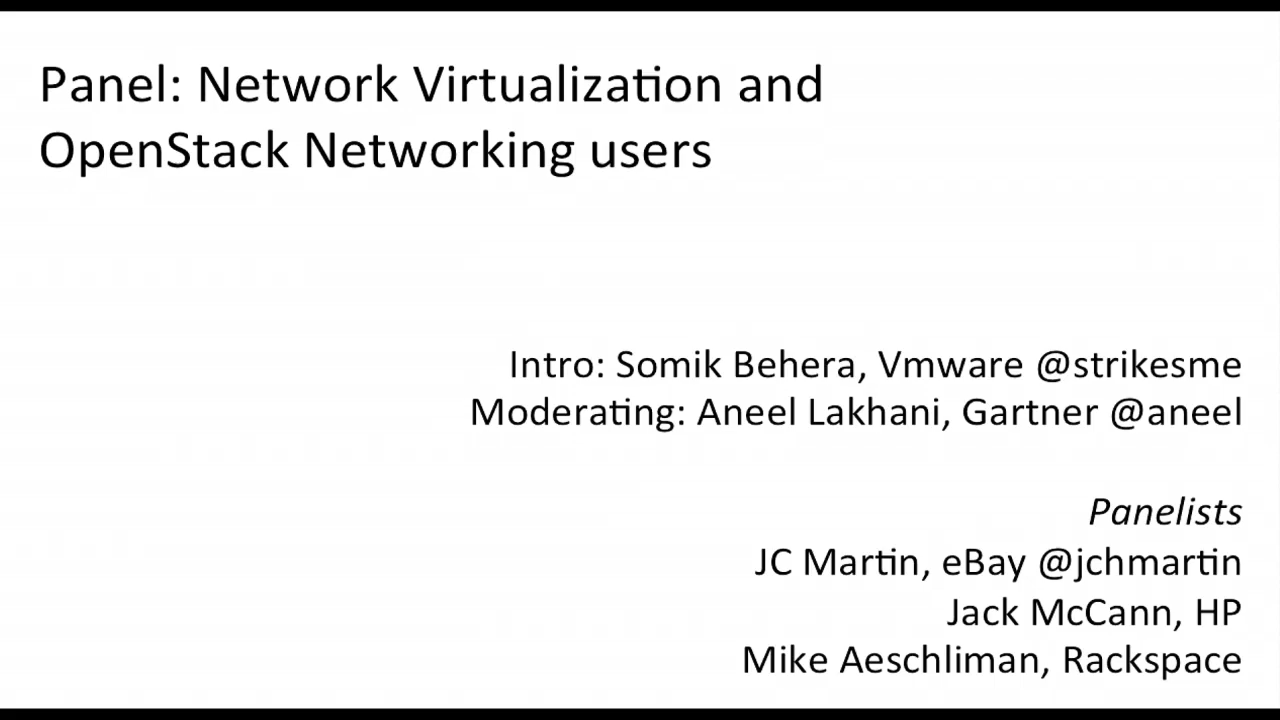 Panel: Network Virtualization and
OpenStack Networking users
Intro: Somik Behera, Vmware @strikesme
Moderating: Aneel Lakhani, Gartner @aneel
Panelists
JC Martin, eBay @jchmartin
Jack McCann, HP
Mike Aeschliman, Rackspace